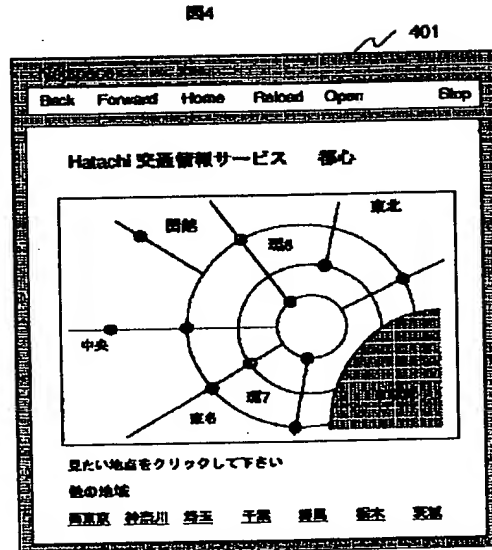 図4
401
Back Forward Home Reload Open Stop
Hatachi 交通情報サービス 都心
東北
関越
環8
中央
環7
東名
見たい地点をクリックして下さい
他の地域
西東京 神奈川 埼玉 千葉 群馬 栃木 茨城